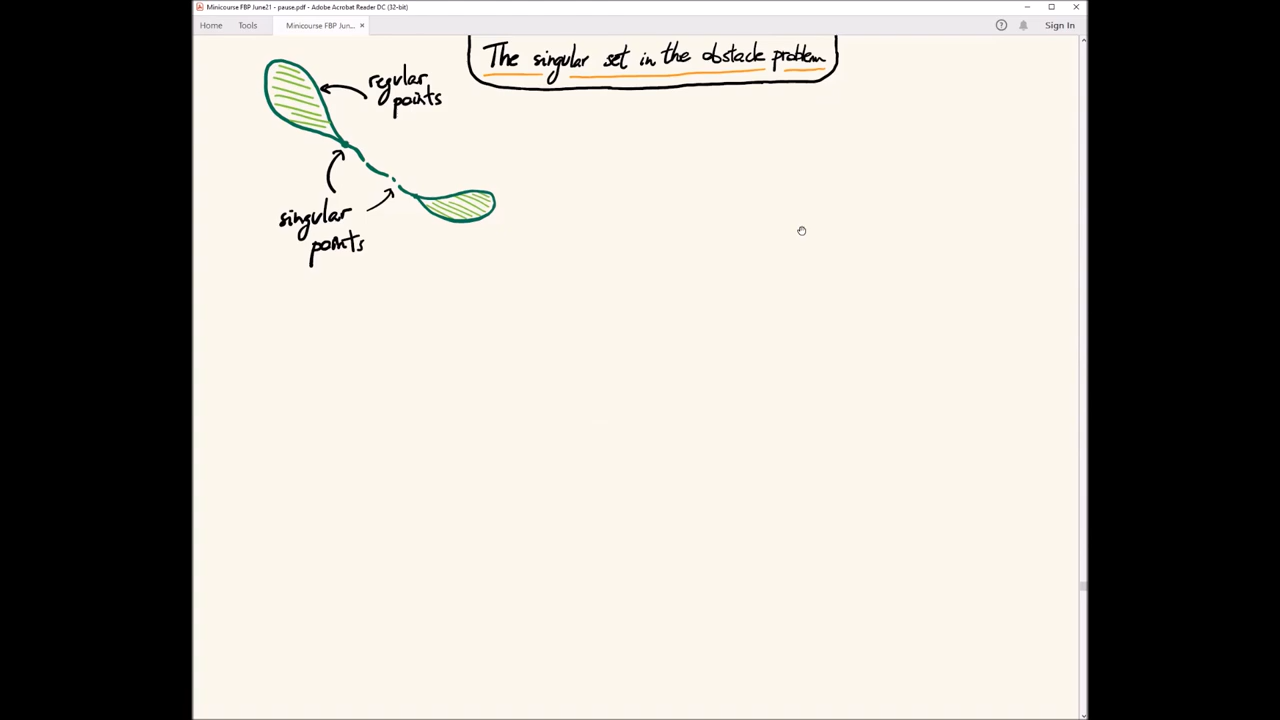 Minicourse FBP June21 - pause.pdf - Adobe Acrobat Reader DC (32-bit)
Home Tools Minicourse FBP Jun... × Sign In
The singular set in the obstacle problem
regular
points
singular
points